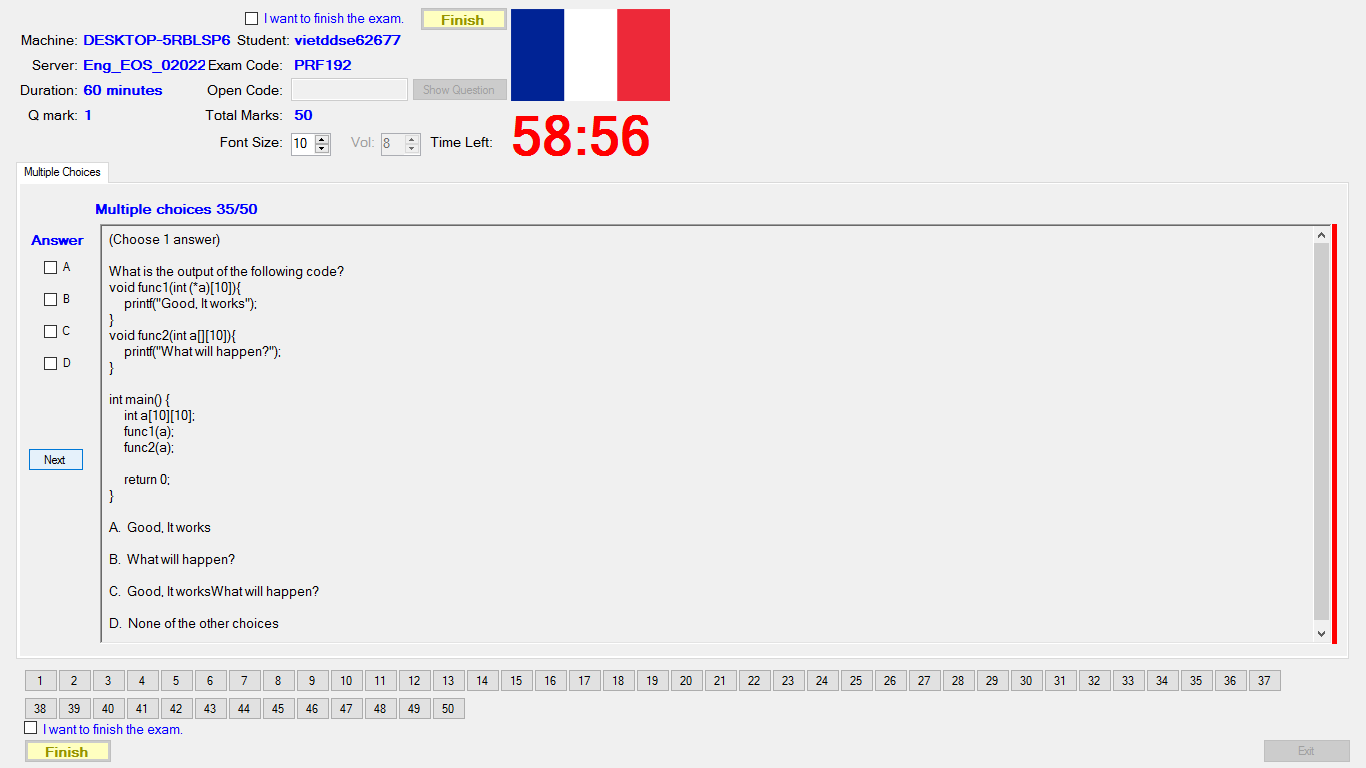 I want to finish the exam. Finish
Machine: DESKTOP-5RBLSP6 Student: vietddse62677
Server: Eng_EOS_02022 Exam Code: PRF192
Duration: 60 minutes Open Code: Show Question
Q mark: 1 Total Marks: 50
Font Size: 10 Vol: 8 Time Left: 58:56
Multiple Choices
Multiple choices 35/50
Answer
A
B
C
D
Next
(Choose 1 answer)
What is the output of the following code?
void func1(int (*a)[10]){
printf("Good, It works");
}
void func2(int a[][10]){
printf("What will happen?");
}
int main() {
int a[10][10];
func1(a);
func2(a);
return 0;
}
A. Good, It works
B. What will happen?
C. Good, It worksWhat will happen?
D. None of the other choices
1 2 3 4 5 6 7 8 9 10 11 12 13 14 15 16 17 18 19 20 21 22 23 24 25 26 27 28 29 30 31 32 33 34 35 36 37
38 39 40 41 42 43 44 45 46 47 48 49 50
I want to finish the exam.
Finish
Exit